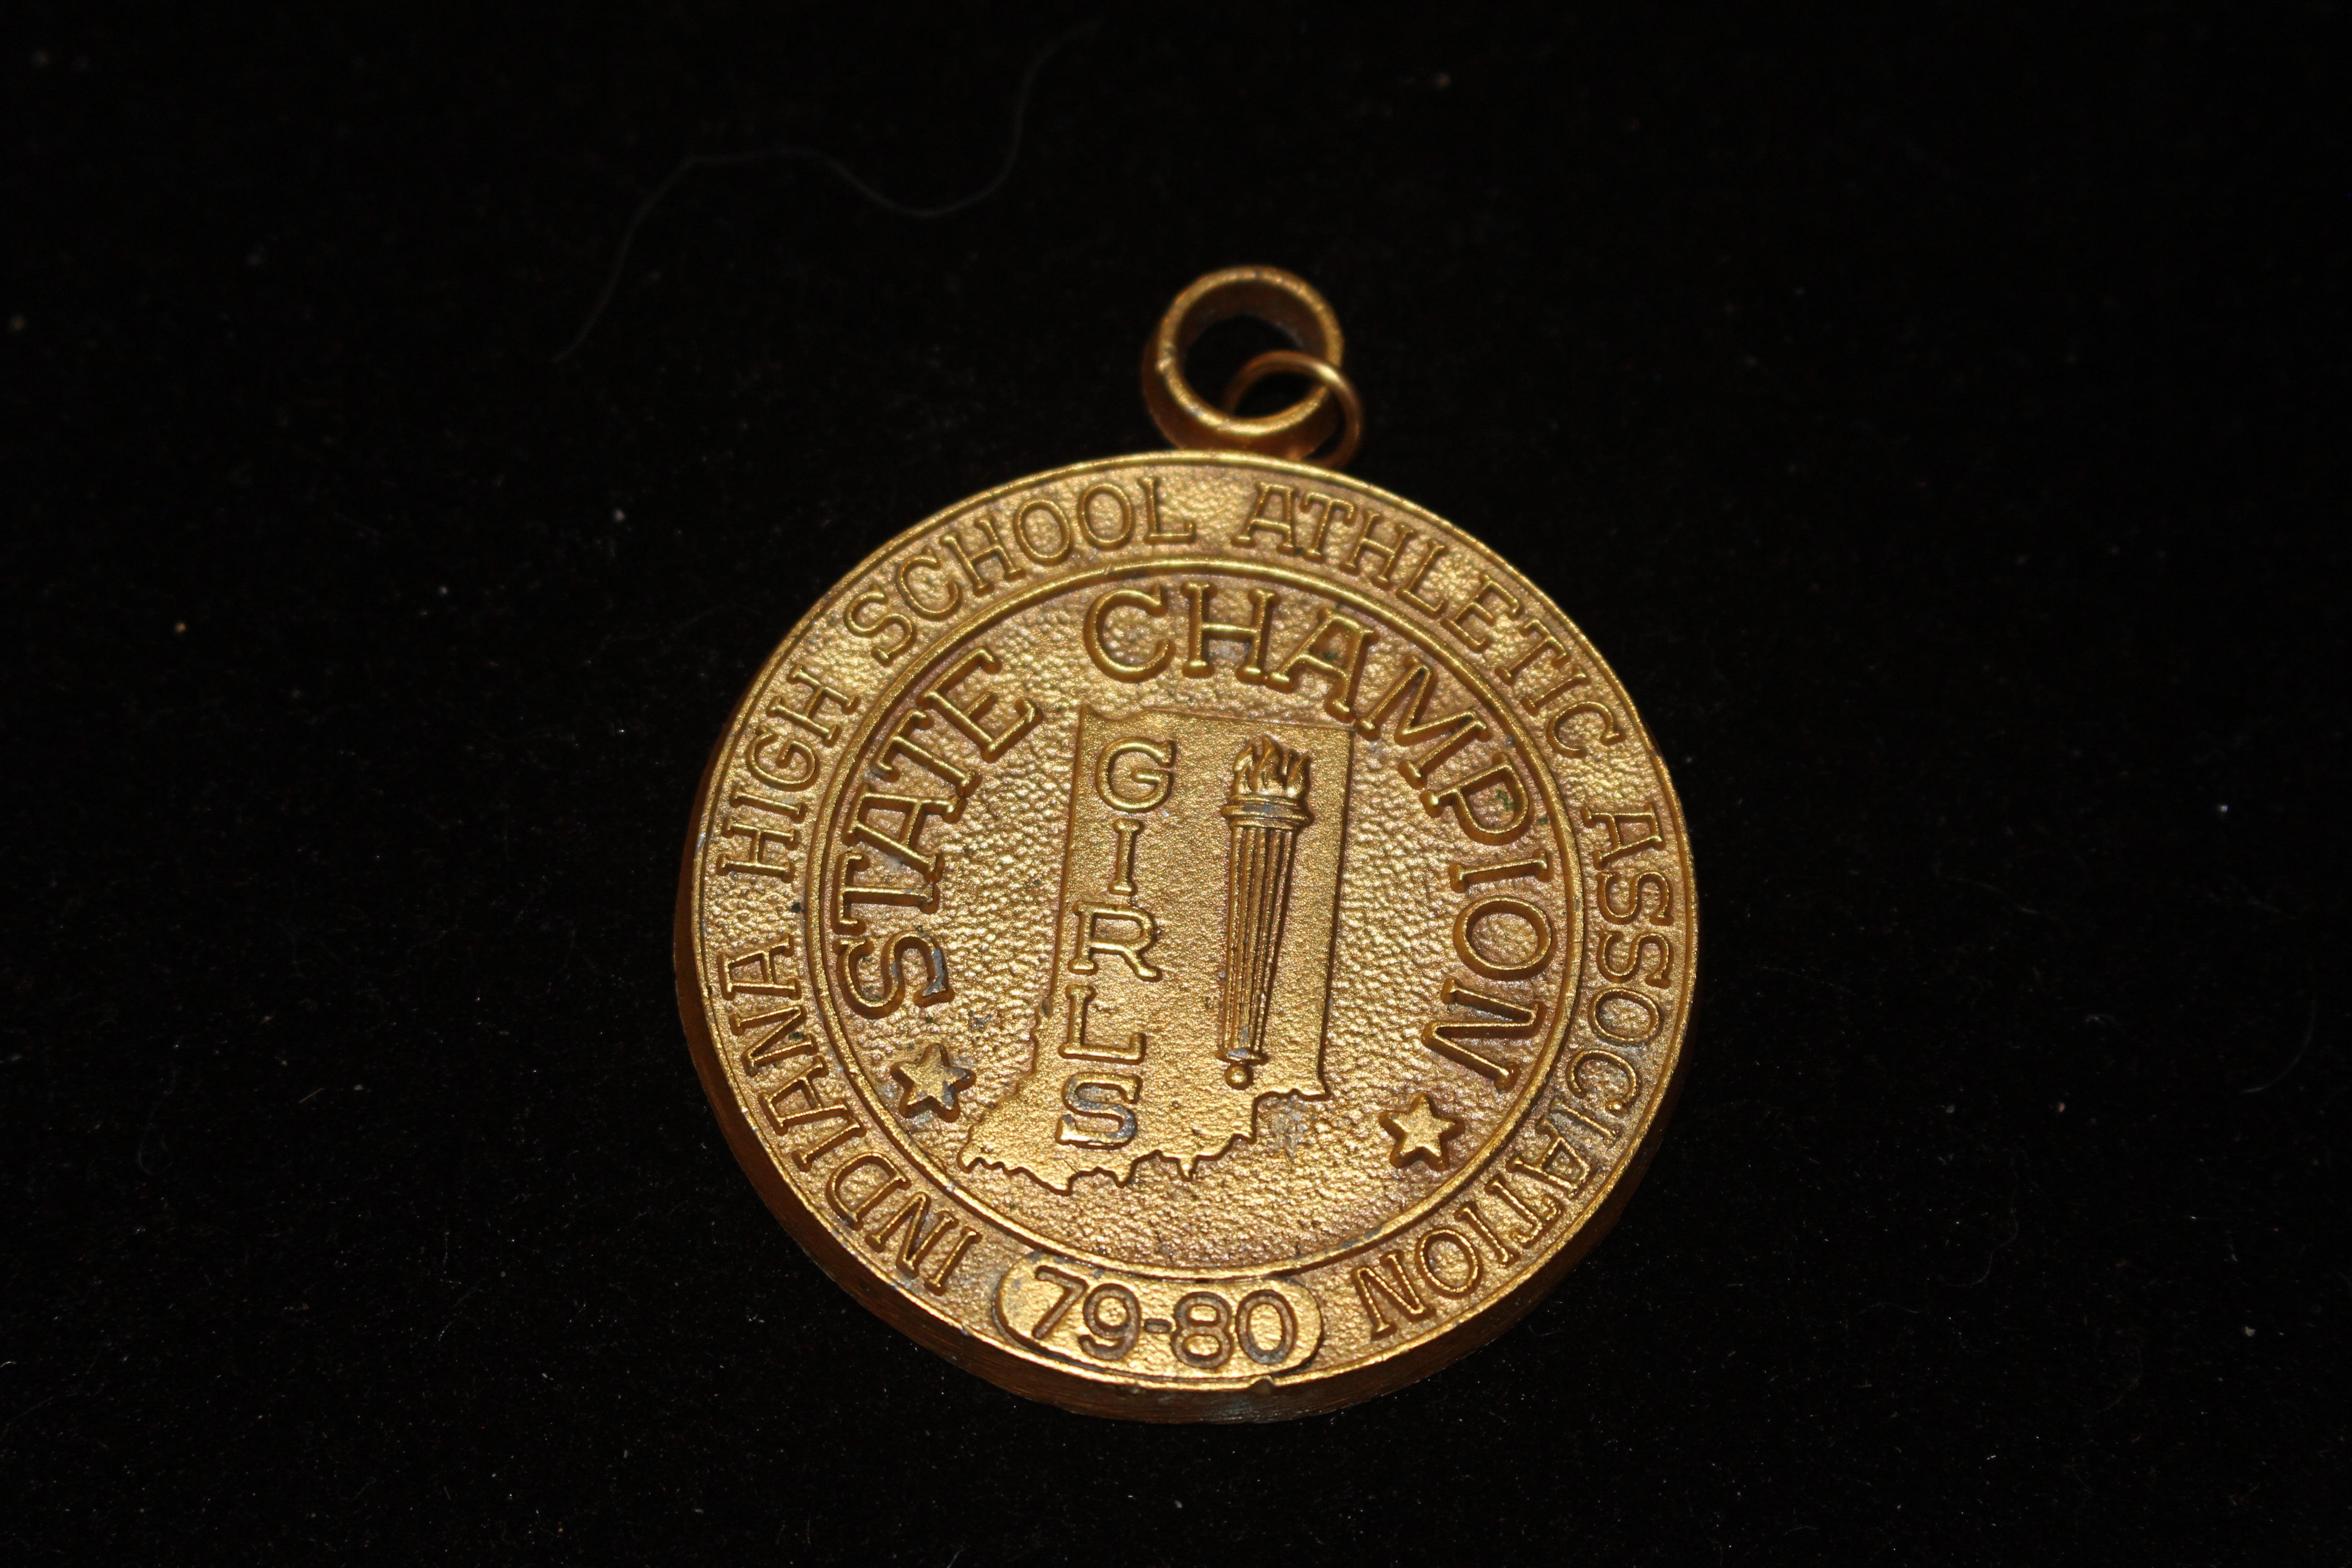 INDIANA HIGH SCHOOL ATHLETIC ASSOCIATION
STATE CHAMPION
GIRLS
79-80